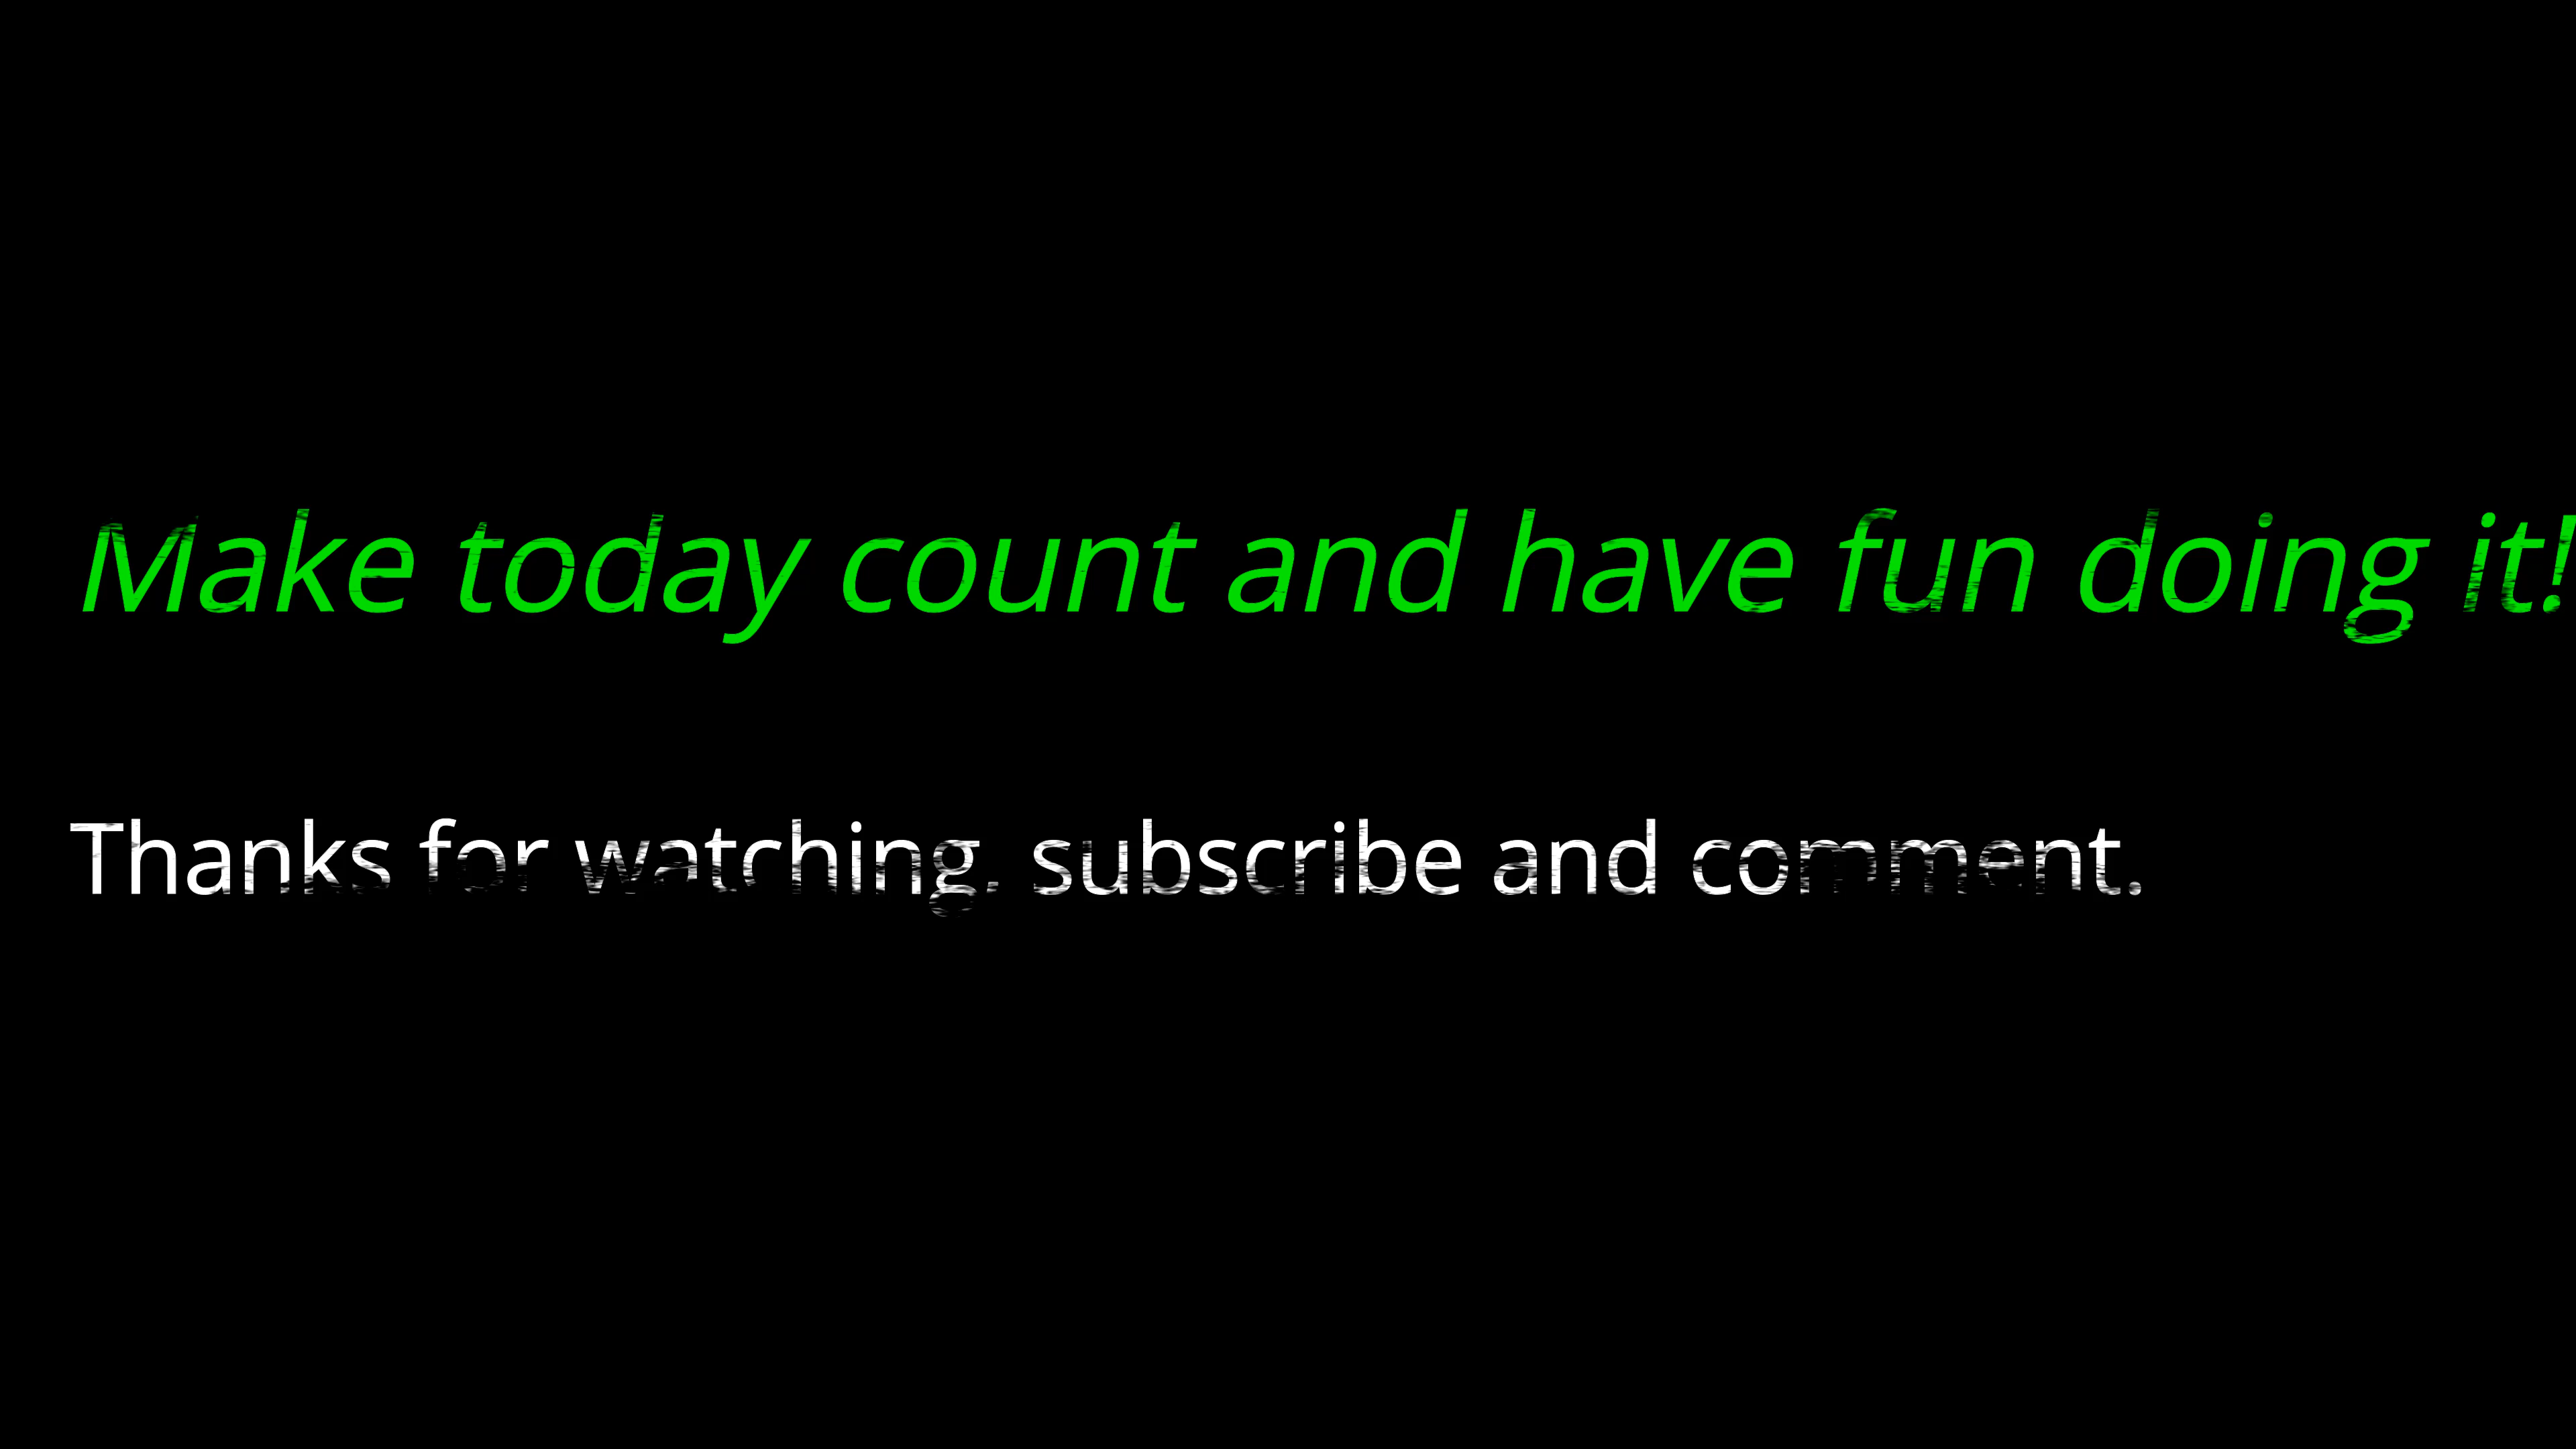 Make today count and have fun doing it!
Thanks for watching, subscribe and comment.